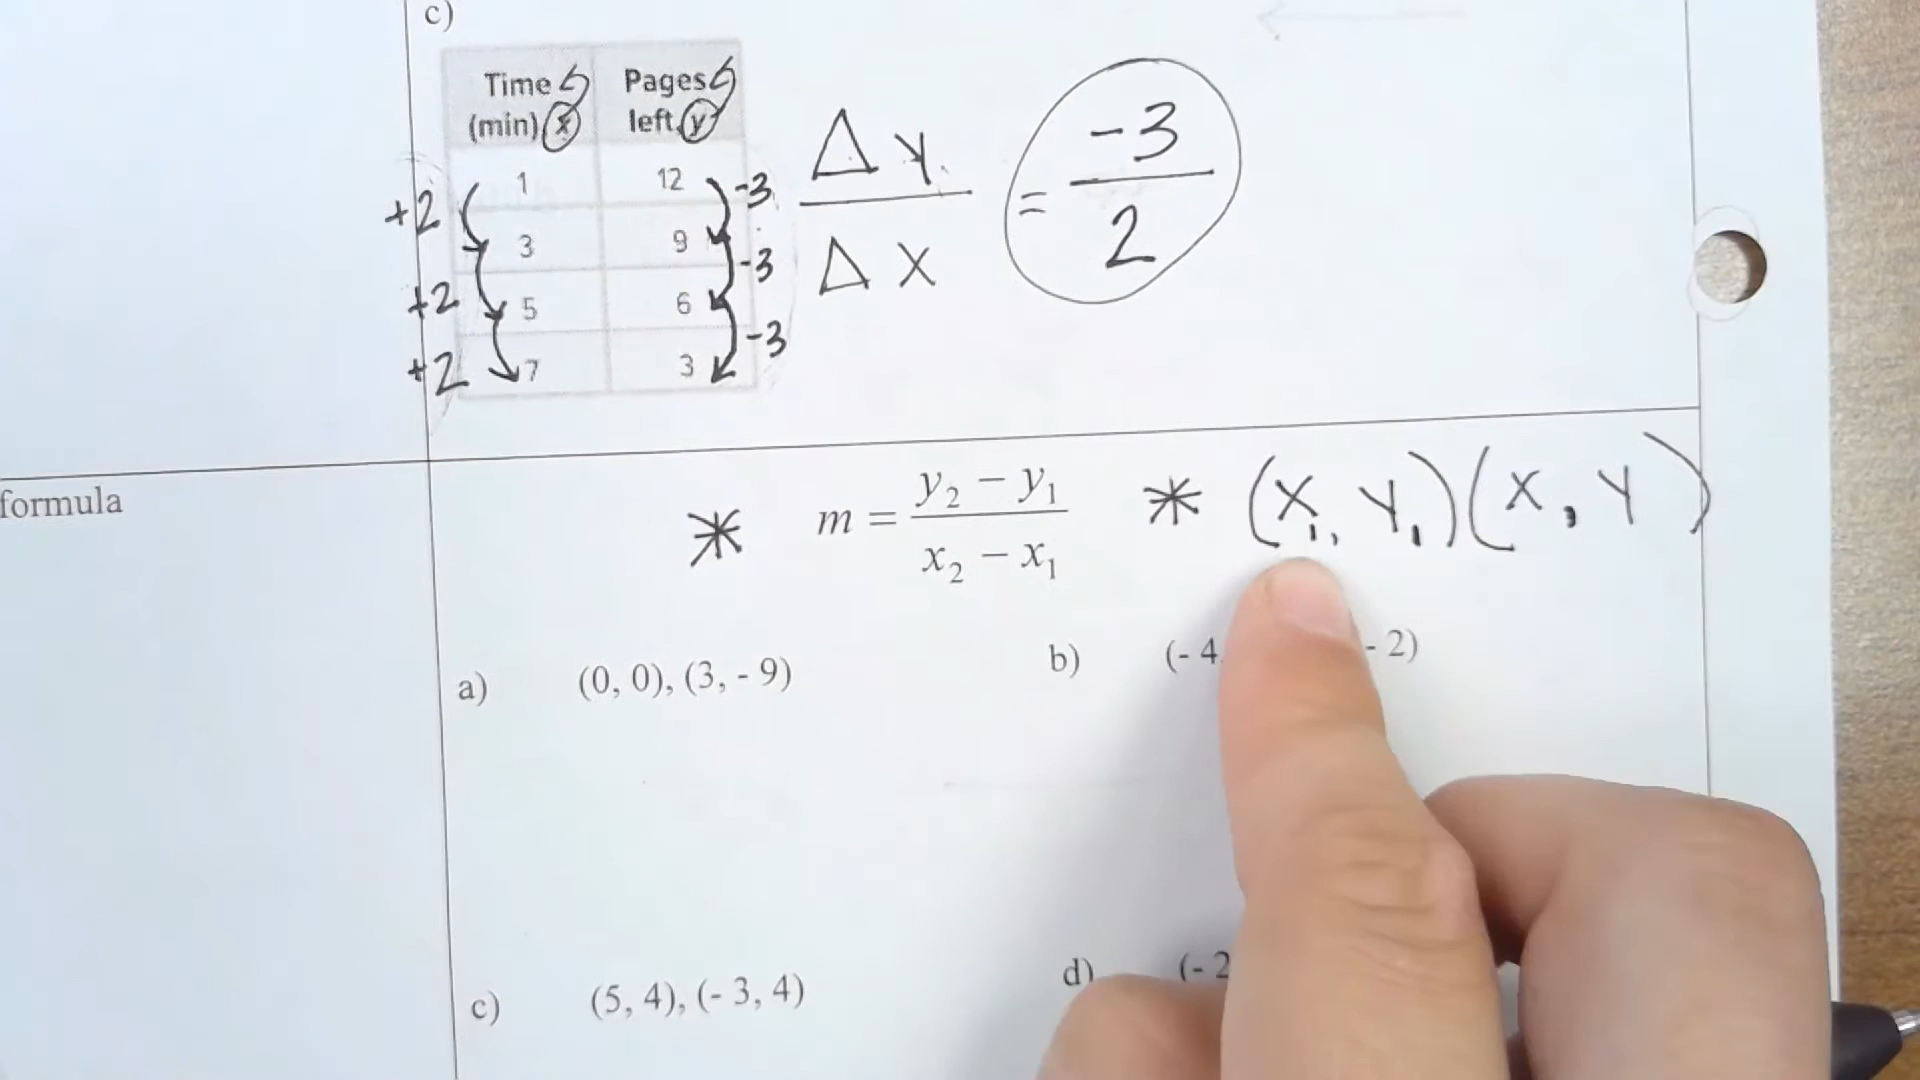 c)
Time (min), x Pages left, y
+2 1 12 -3
+2 3 9 -3
+2 5 6 -3
7 3
Δy / Δx = -3 / 2
formula
* m = (y₂ − y₁) / (x₂ − x₁) * (x₁, y₁)(x, y)
a) (0, 0), (3, - 9)
b) (- 4, - 2)
c) (5, 4), (- 3, 4)
d) (- 2